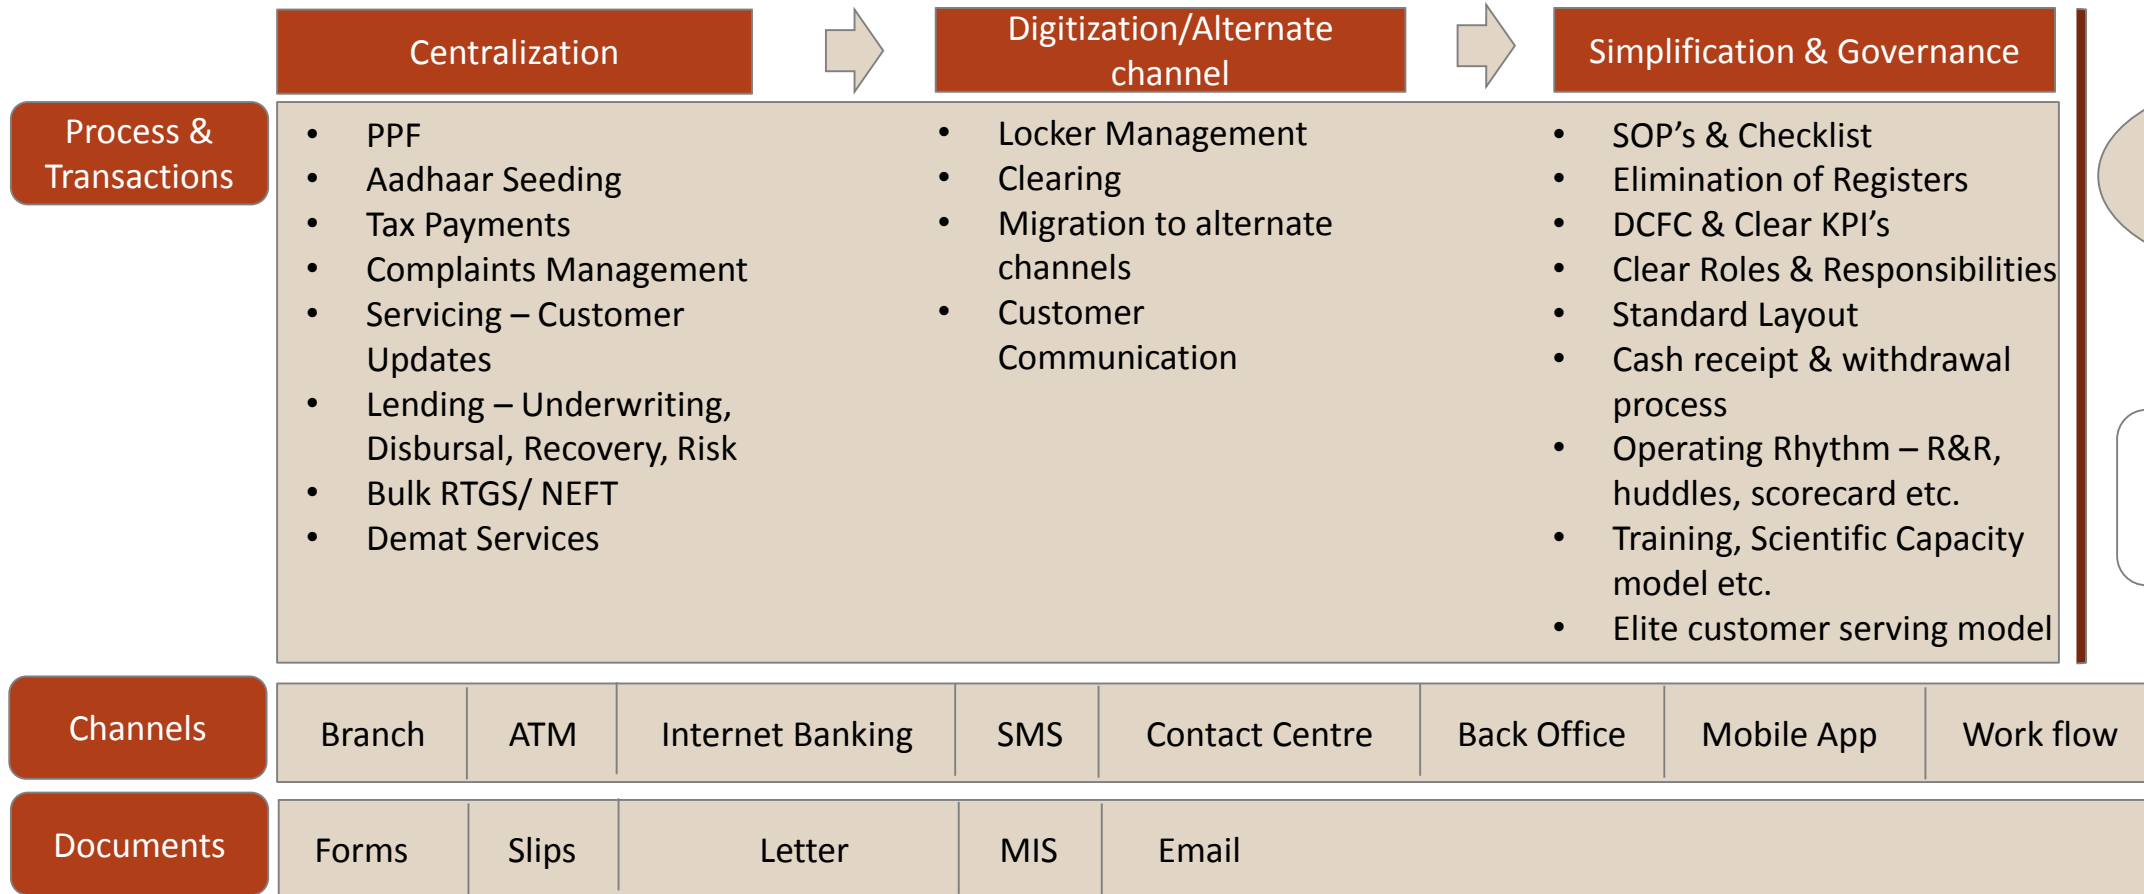 Centralization
Digitization/Alternate
channel
Simplification & Governance
Process &
Transactions
• PPF
• Aadhaar Seeding
• Tax Payments
• Complaints Management
• Servicing – Customer
Updates
• Lending – Underwriting,
Disbursal, Recovery, Risk
• Bulk RTGS/ NEFT
• Demat Services
• Locker Management
• Clearing
• Migration to alternate
channels
• Customer
Communication
• SOP's & Checklist
• Elimination of Registers
• DCFC & Clear KPI's
• Clear Roles & Responsibilities
• Standard Layout
• Cash receipt & withdrawal
process
• Operating Rhythm – R&R,
huddles, scorecard etc.
• Training, Scientific Capacity
model etc.
• Elite customer serving model
Channels
Branch
ATM
Internet Banking
SMS
Contact Centre
Back Office
Mobile App
Work flow
Documents
Forms
Slips
Letter
MIS
Email